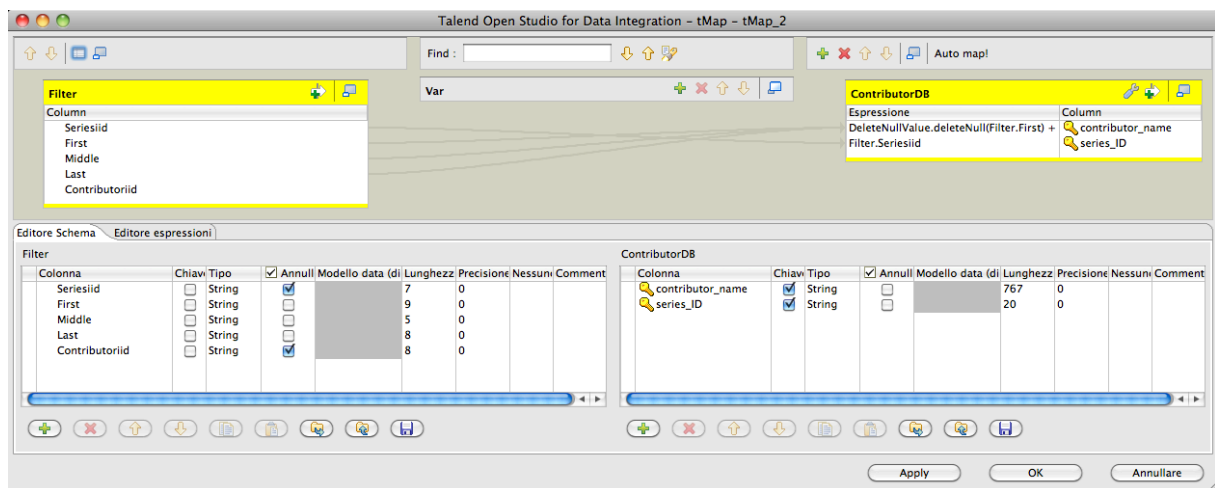 Talend Open Studio for Data Integration – tMap – tMap_2
Find :
Auto map!
Filter
Column
Seriesiid
First
Middle
Last
Contributoriid
Var
ContributorDB
Espressione Column
DeleteNullValue.deleteNull(Filter.First) + contributor_name
Filter.Seriesiid series_ID
Editore Schema Editore espressioni
Filter
Colonna Chiave Tipo Annull Modello data (di Lunghezz Precisione Nessun Comment
Seriesiid String 7 0
First String 9 0
Middle String 5 0
Last String 8 0
Contributoriid String 8 0
ContributorDB
Colonna Chiave Tipo Annull Modello data (di Lunghezz Precisione Nessun Comment
contributor_name String 767 0
series_ID String 20 0
Apply OK Annullare